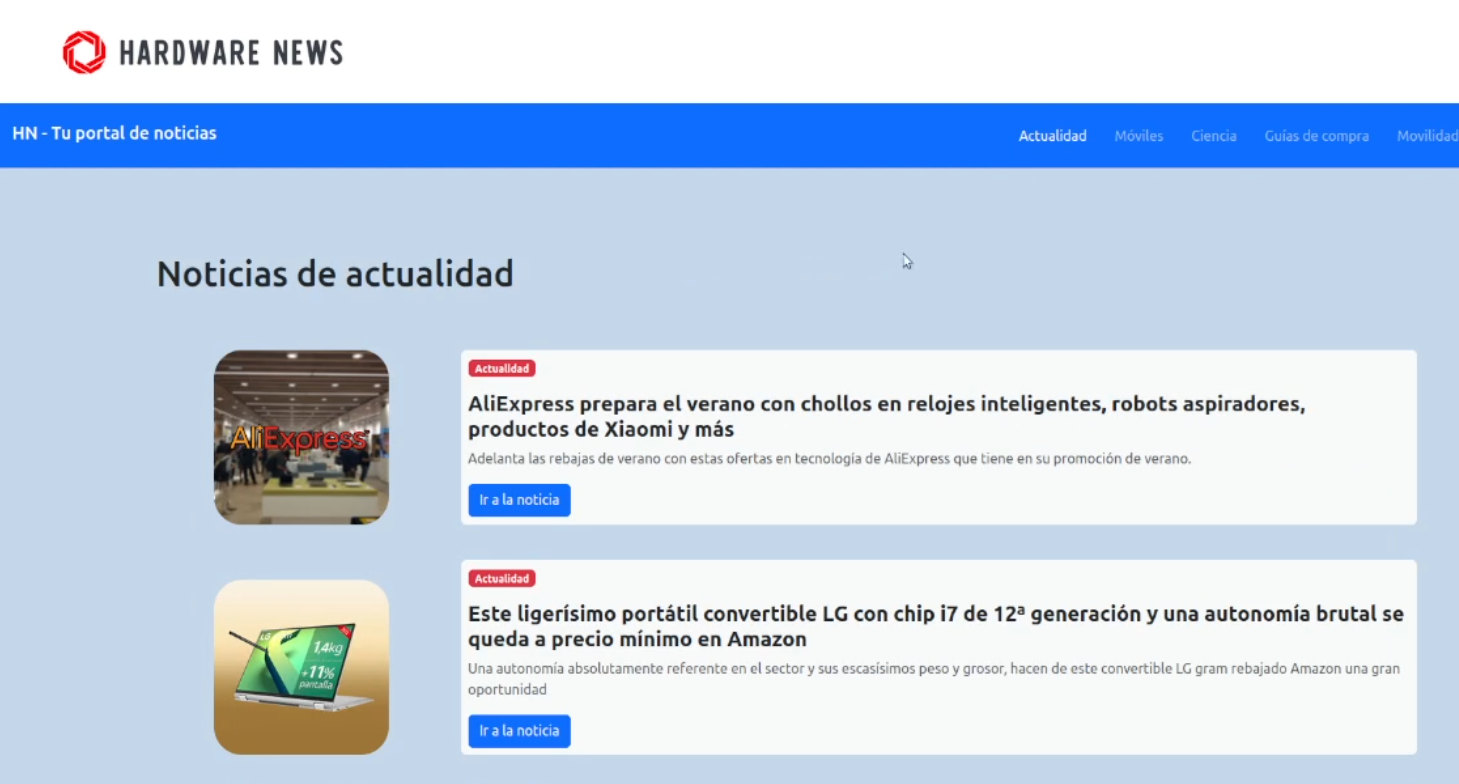 HARDWARE NEWS
HN - Tu portal de noticias
Actualidad Móviles Ciencia Guías de compra Movilidad
Noticias de actualidad
AliExpress
Actualidad
AliExpress prepara el verano con chollos en relojes inteligentes, robots aspiradores,
productos de Xiaomi y más
Adelanta las rebajas de verano con estas ofertas en tecnología de AliExpress que tiene en su promoción de verano.
Ir a la noticia
LG
1,4kg
+11%
pantalla
Actualidad
Este ligerísimo portátil convertible LG con chip i7 de 12ª generación y una autonomía brutal se
queda a precio mínimo en Amazon
Una autonomía absolutamente referente en el sector y sus escasísimos peso y grosor, hacen de este convertible LG gram rebajado Amazon una gran
oportunidad
Ir a la noticia